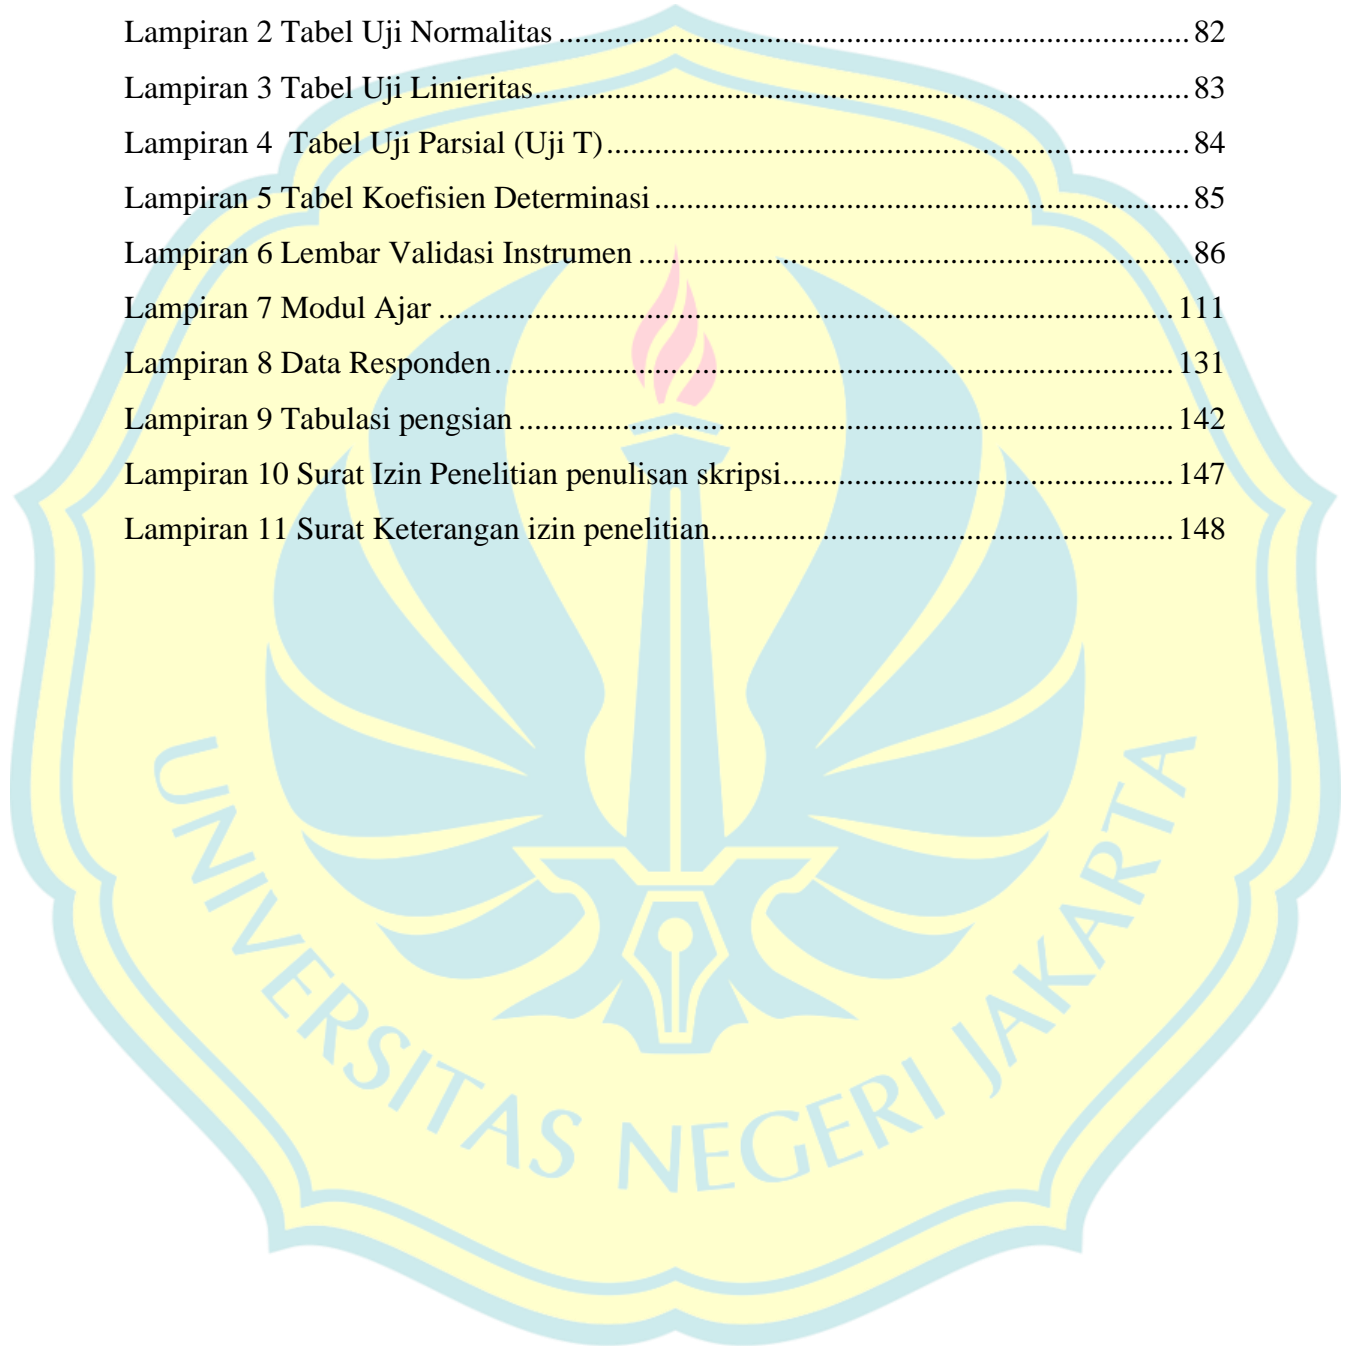 Lampiran 2 Tabel Uji Normalitas ............................................................................... 82
Lampiran 3 Tabel Uji Linieritas.................................................................................. 83
Lampiran 4  Tabel Uji Parsial (Uji T) ......................................................................... 84
Lampiran 5 Tabel Koefisien Determinasi ................................................................... 85
Lampiran 6 Lembar Validasi Instrumen ..................................................................... 86
Lampiran 7 Modul Ajar ............................................................................................ 111
Lampiran 8 Data Responden..................................................................................... 131
Lampiran 9 Tabulasi pengsian .................................................................................. 142
Lampiran 10 Surat Izin Penelitian penulisan skripsi................................................. 147
Lampiran 11 Surat Keterangan izin penelitian.......................................................... 148
UNIVERSITAS NEGERI JAKARTA